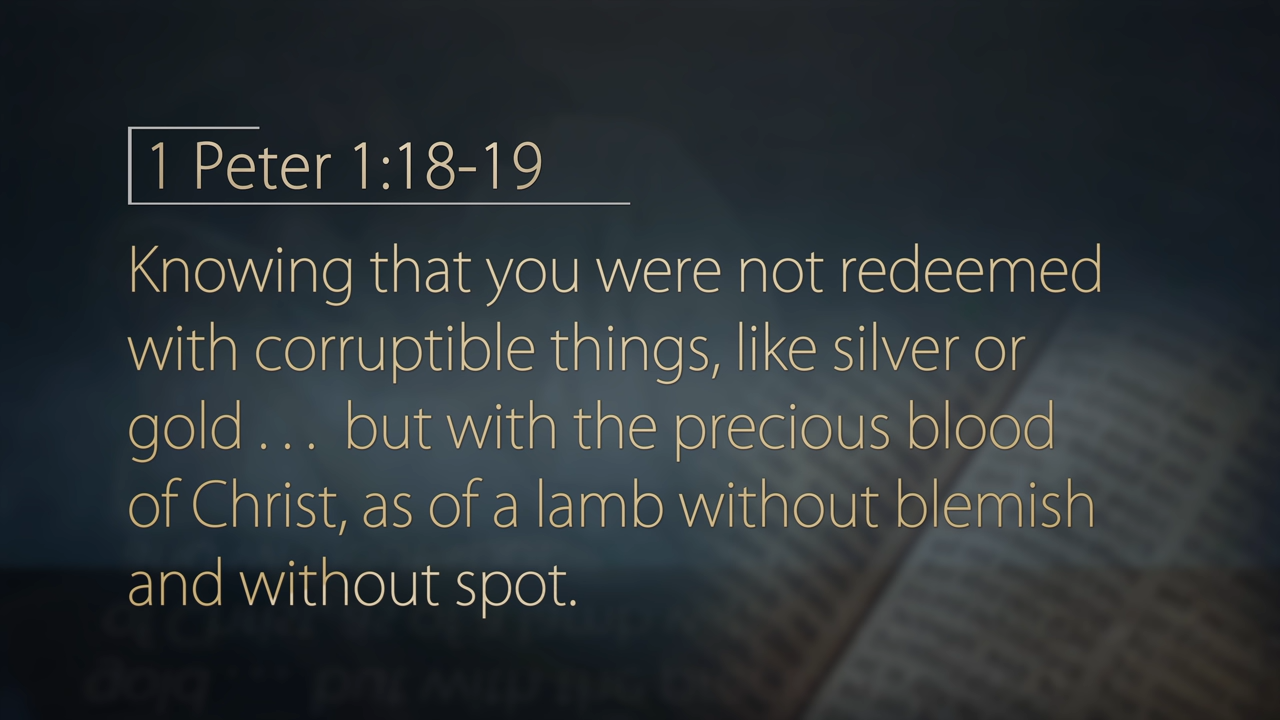 1 Peter 1:18-19
Knowing that you were not redeemed
with corruptible things, like silver or
gold . . . but with the precious blood
of Christ, as of a lamb without blemish
and without spot.